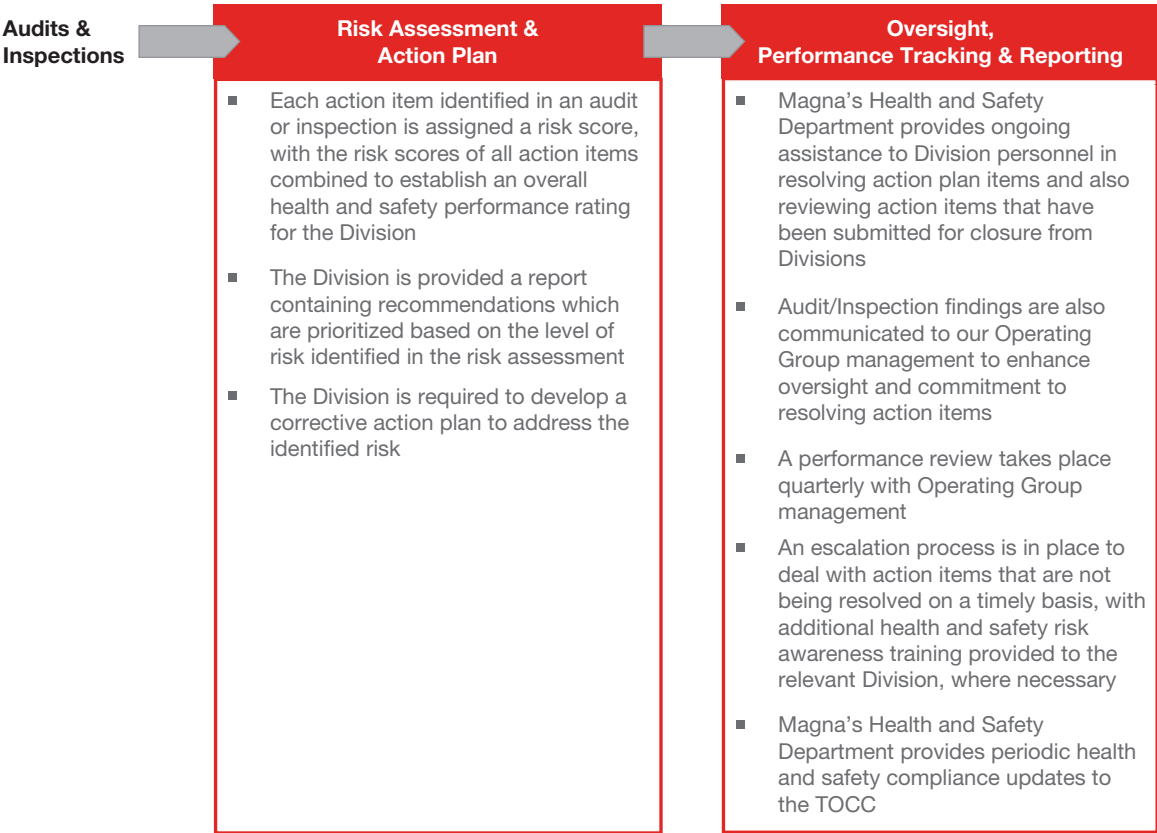 Audits &
Inspections
Risk Assessment &
Action Plan
■ Each action item identified in an audit
or inspection is assigned a risk score,
with the risk scores of all action items
combined to establish an overall
health and safety performance rating
for the Division
■ The Division is provided a report
containing recommendations which
are prioritized based on the level of
risk identified in the risk assessment
■ The Division is required to develop a
corrective action plan to address the
identified risk
Oversight,
Performance Tracking & Reporting
■ Magna's Health and Safety
Department provides ongoing
assistance to Division personnel in
resolving action plan items and also
reviewing action items that have
been submitted for closure from
Divisions
■ Audit/Inspection findings are also
communicated to our Operating
Group management to enhance
oversight and commitment to
resolving action items
■ A performance review takes place
quarterly with Operating Group
management
■ An escalation process is in place to
deal with action items that are not
being resolved on a timely basis, with
additional health and safety risk
awareness training provided to the
relevant Division, where necessary
■ Magna's Health and Safety
Department provides periodic health
and safety compliance updates to
the TOCC